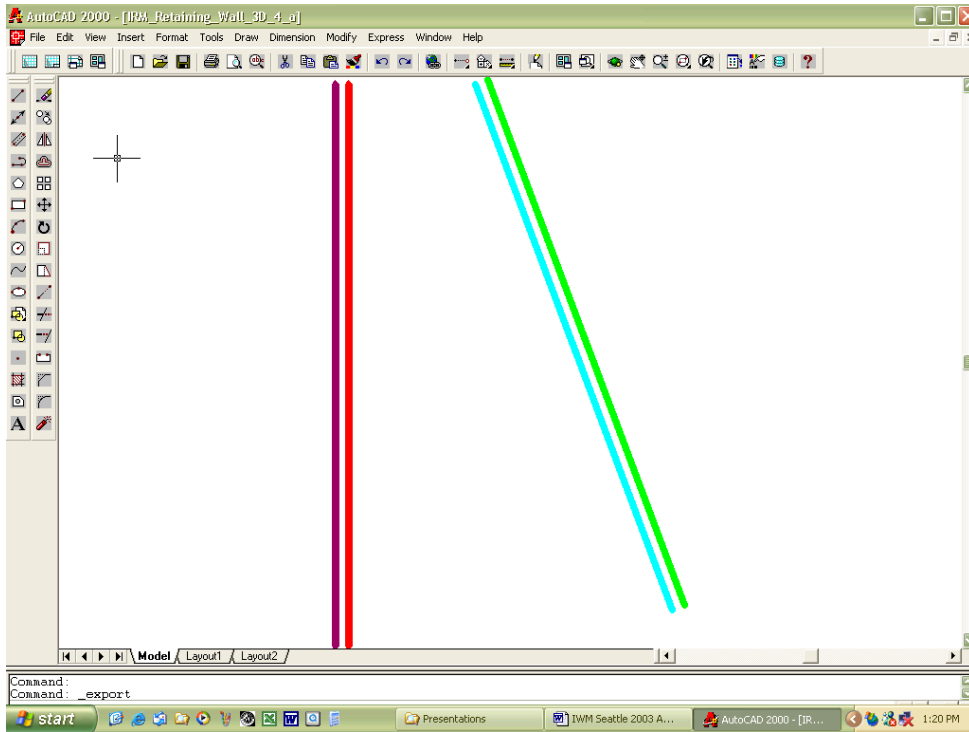 AutoCAD 2000 - [IRM_Retaining_Wall_3D_4_a]
File Edit View Insert Format Tools Draw Dimension Modify Express Window Help
Model Layout1 Layout2
Command:
Command: _export
start Presentations IWM Seattle 2003 A... AutoCAD 2000 - [IR... 1:20 PM